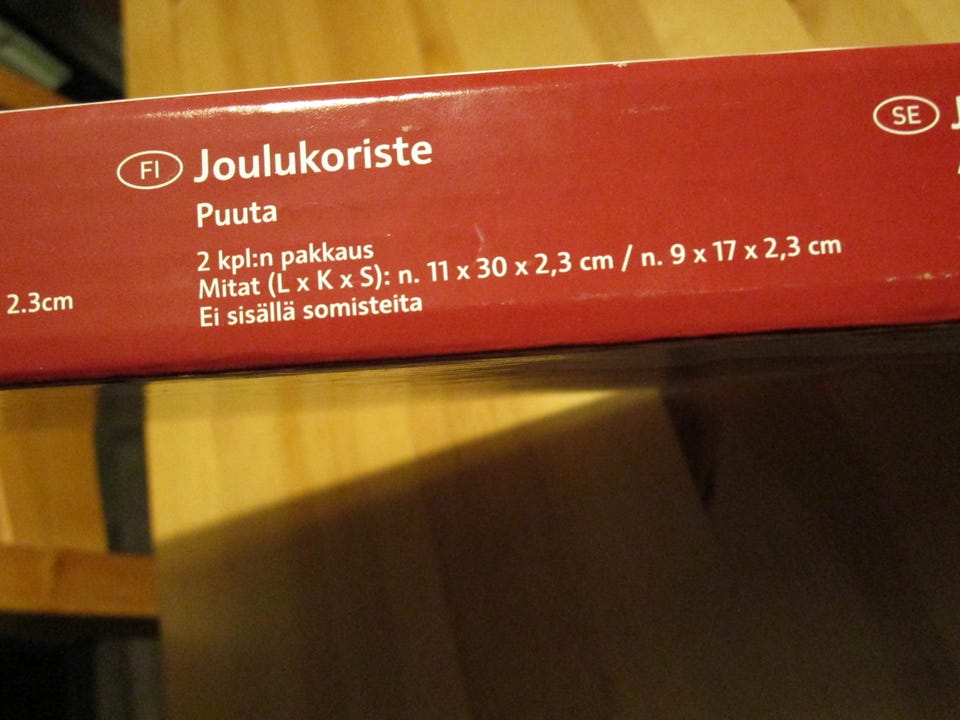 2.3cm
FI Joulukoriste
Puuta
2 kpl:n pakkaus
Mitat (L x K x S): n. 11 x 30 x 2,3 cm / n. 9 x 17 x 2,3 cm
Ei sisällä somisteita
SE J